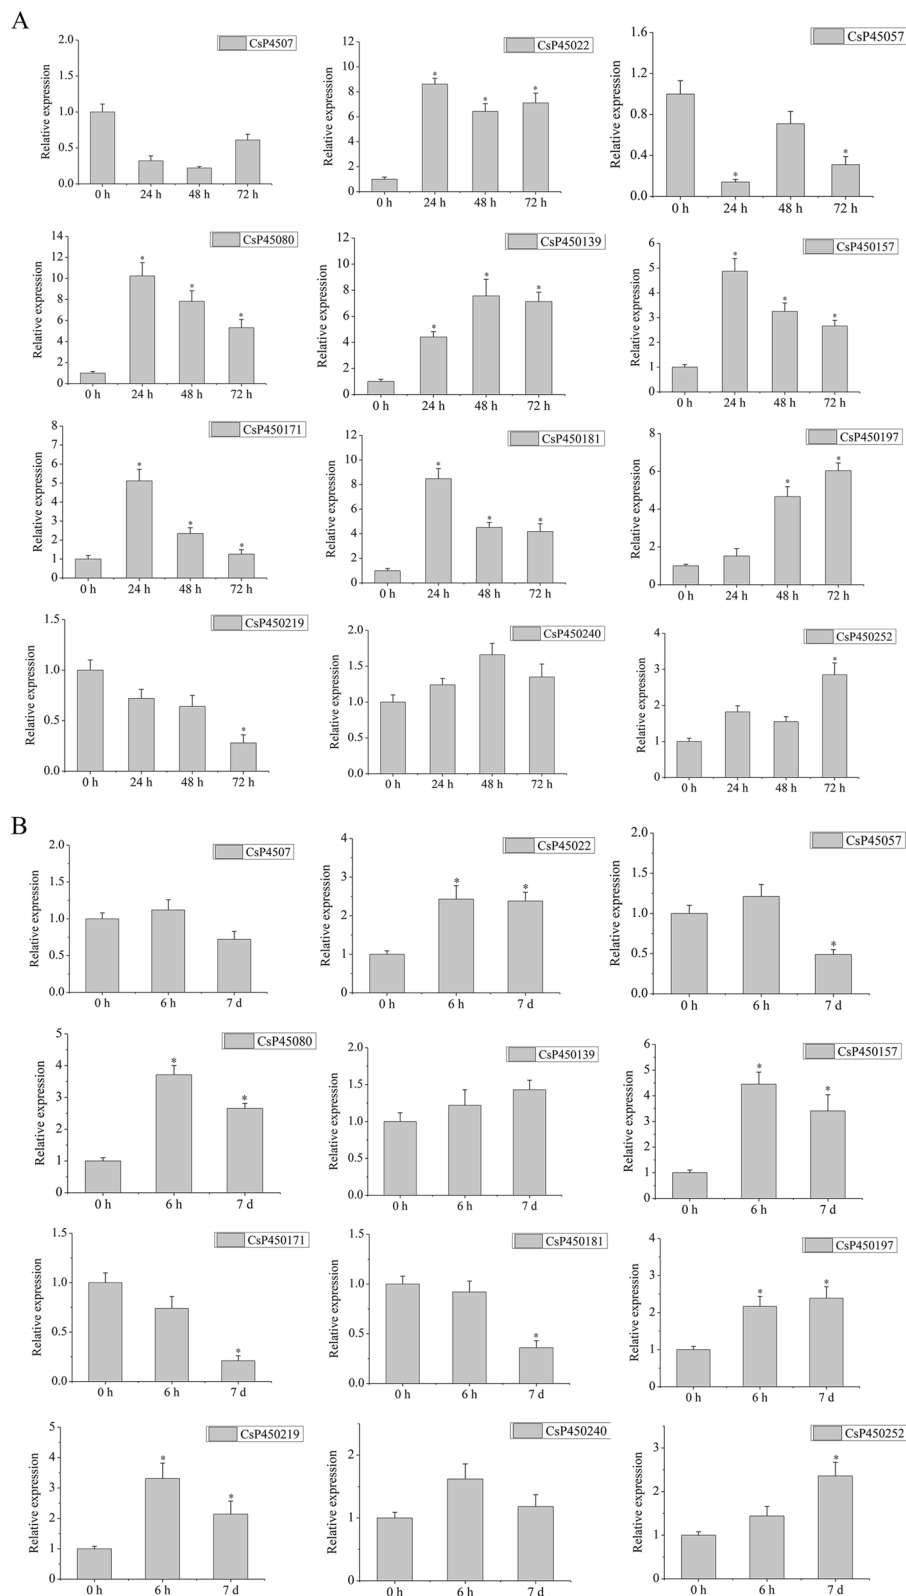 A
CsP4507
Relative expression
2.0
1.5
1.0
0.5
0.0
0 h 24 h 48 h 72 h
CsP45022
Relative expression
12
10
8
6
4
2
0
* * *
0 h 24 h 48 h 72 h
CsP45057
Relative expression
1.6
1.2
0.8
0.4
0.0
* *
0 h 24 h 48 h 72 h
CsP45080
Relative expression
14
12
10
8
6
4
2
0
* * *
0 h 24 h 48 h 72 h
CsP450139
Relative expression
12
10
8
6
4
2
0
* * *
0 h 24 h 48 h 72 h
CsP450157
Relative expression
6
5
4
3
2
1
0
* * *
0 h 24 h 48 h 72 h
CsP450171
Relative expression
8
7
6
5
4
3
2
1
0
* * *
0 h 24 h 48 h 72 h
CsP450181
Relative expression
12
10
8
6
4
2
0
* * *
0 h 24 h 48 h 72 h
CsP450197
Relative expression
8
6
4
2
0
* *
0 h 24 h 48 h 72 h
CsP450219
Relative expression
1.5
1.0
0.5
0.0
*
0 h 24 h 48 h 72 h
CsP450240
Relative expression
2.0
1.5
1.0
0.5
0.0
0 h 24 h 48 h 72 h
CsP450252
Relative expression
4
3
2
1
0
*
0 h 24 h 48 h 72 h
B
CsP4507
Relative expression
2.0
1.5
1.0
0.5
0.0
0 h 6 h 7 d
CsP45022
Relative expression
4
3
2
1
0
* *
0 h 6 h 7 d
CsP45057
Relative expression
2.0
1.5
1.0
0.5
0.0
*
0 h 6 h 7 d
CsP45080
Relative expression
5
4
3
2
1
0
* *
0 h 6 h 7 d
CsP450139
Relative expression
2.0
1.5
1.0
0.5
0.0
0 h 6 h 7 d
CsP450157
Relative expression
6
5
4
3
2
1
0
* *
0 h 6 h 7 d
CsP450171
Relative expression
1.5
1.0
0.5
0.0
*
0 h 6 h 7 d
CsP450181
Relative expression
1.5
1.0
0.5
0.0
*
0 h 6 h 7 d
CsP450197
Relative expression
4
2
1
0
* *
0 h 6 h 7 d
CsP450219
Relative expression
5
4
3
2
1
0
* *
0 h 6 h 7 d
CsP450240
Relative expression
2
1
0
0 h 6 h 7 d
CsP450252
Relative expression
3
2
1
0
*
0 h 6 h 7 d